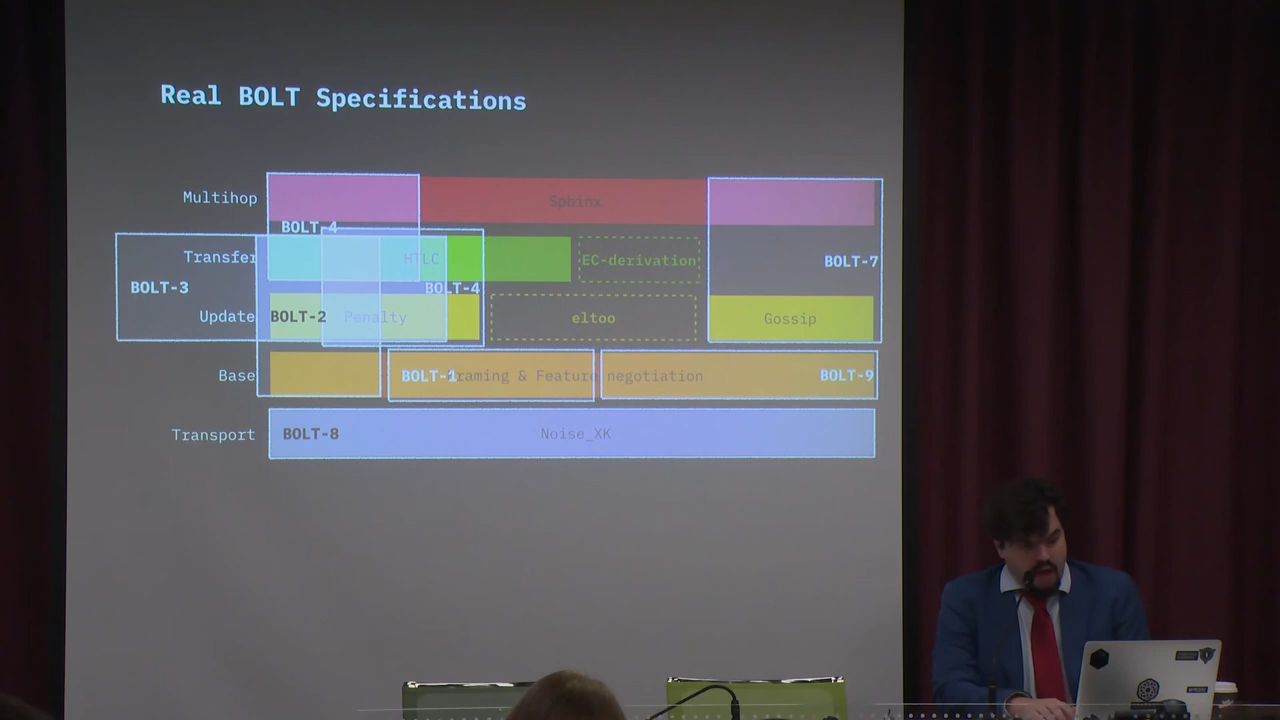 Real BOLT Specifications
Multihop
Sphinx
BOLT-4
Transfer
HTLC
EC-derivation
BOLT-7
BOLT-3
BOLT-4
Update
BOLT-2
Penalty
eltoo
Gossip
Base
BOLT-1
raming & Feature negotiation
BOLT-9
Transport
BOLT-8
Noise_XK